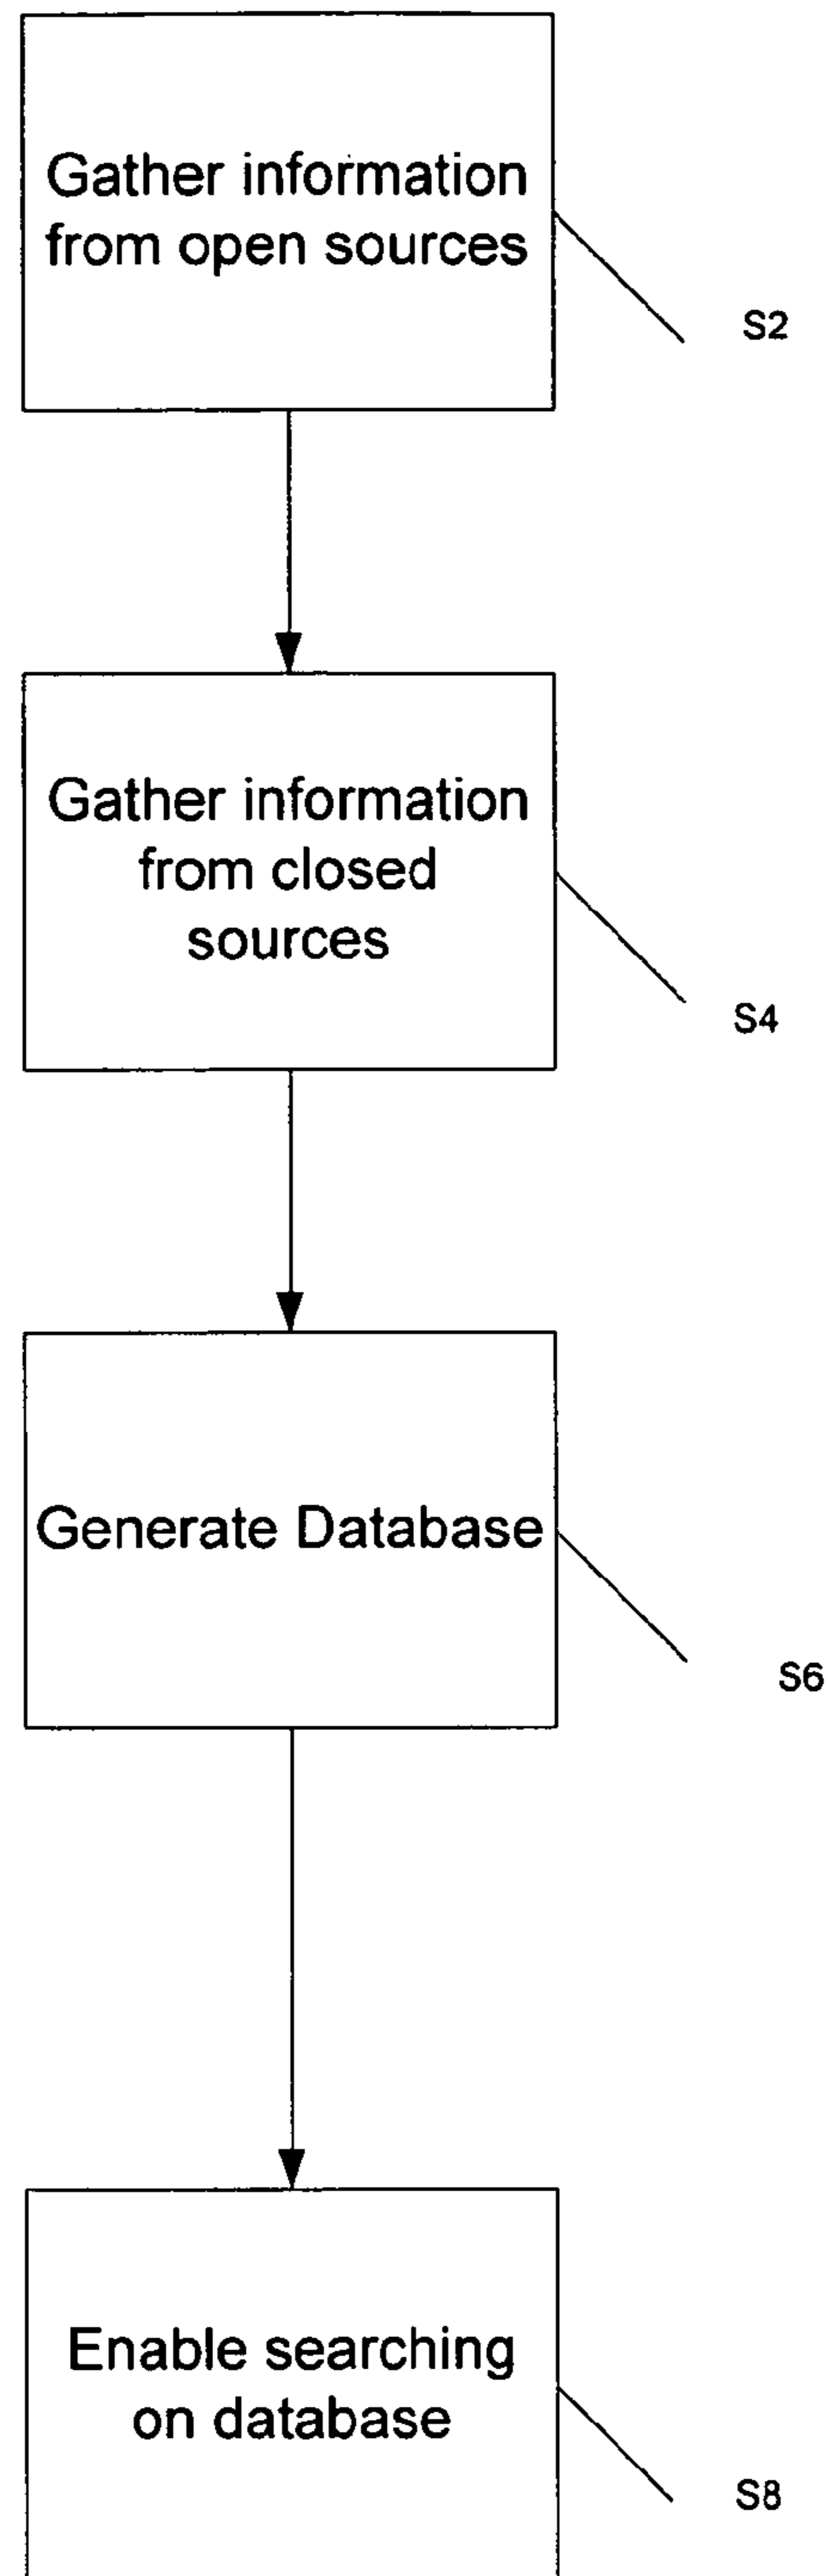 Gather information
from open sources
S2
Gather information
from closed
sources
S4
Generate Database
S6
Enable searching
on database
S8